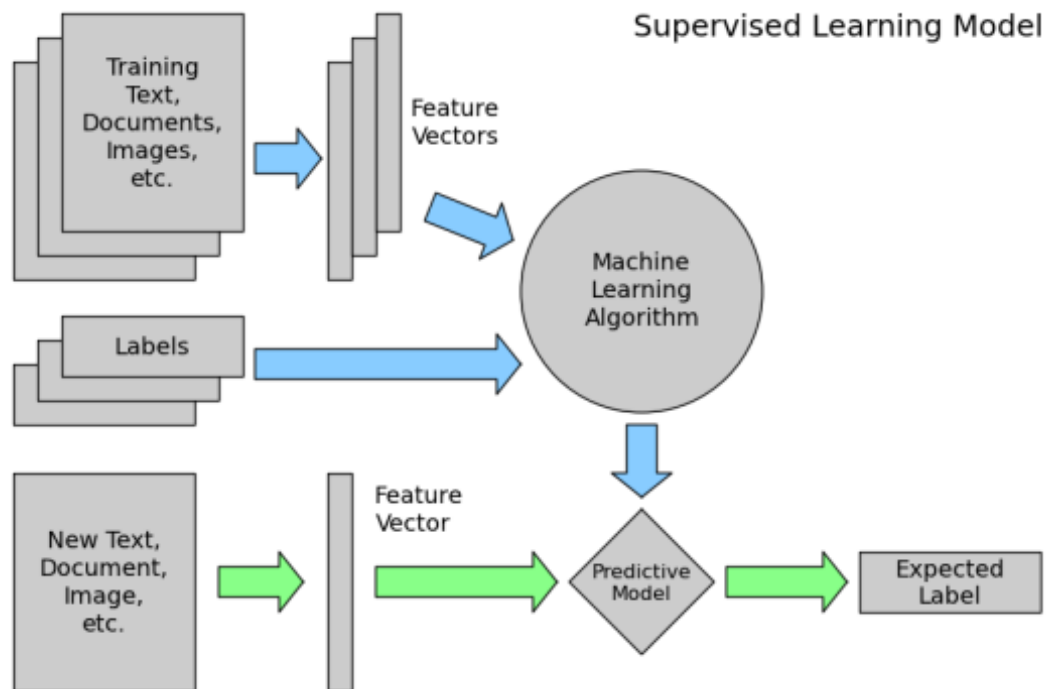 Supervised Learning Model
Training
Text,
Documents,
Images,
etc.
Feature
Vectors
Machine
Learning
Algorithm
Labels
New Text,
Document,
Image,
etc.
Feature
Vector
Predictive
Model
Expected
Label